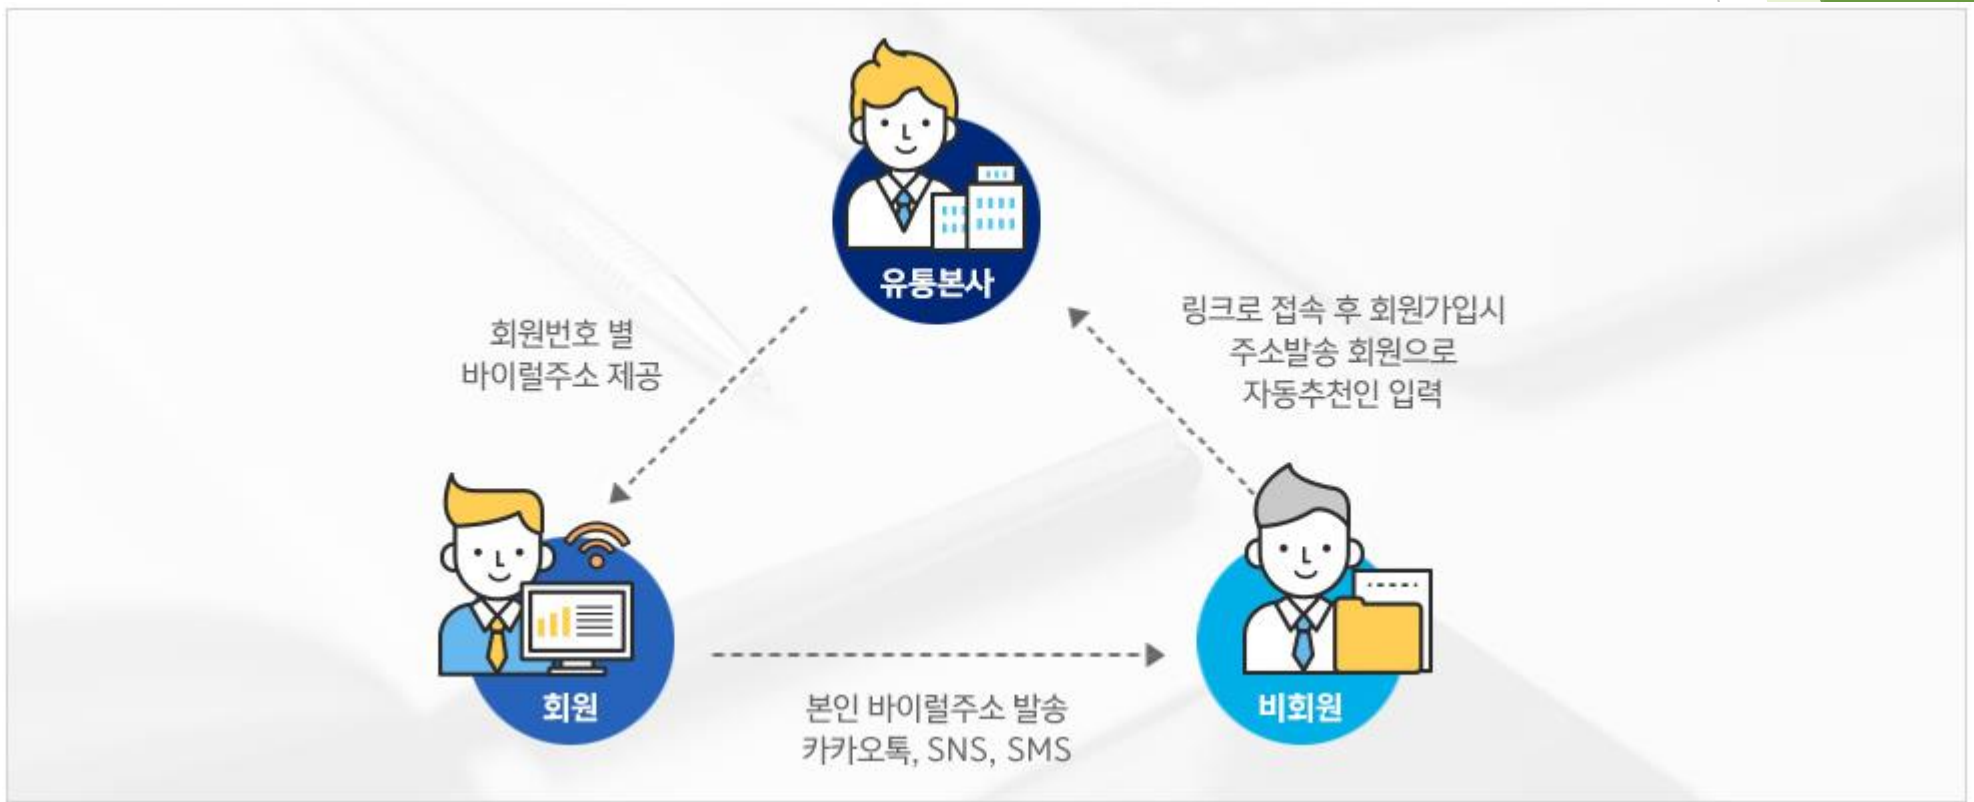 유통본사
회원번호 별
바이럴주소 제공
링크로 접속 후 회원가입시
주소발송 회원으로
자동추천인 입력
회원
본인 바이럴주소 발송
카카오톡, SNS, SMS
비회원